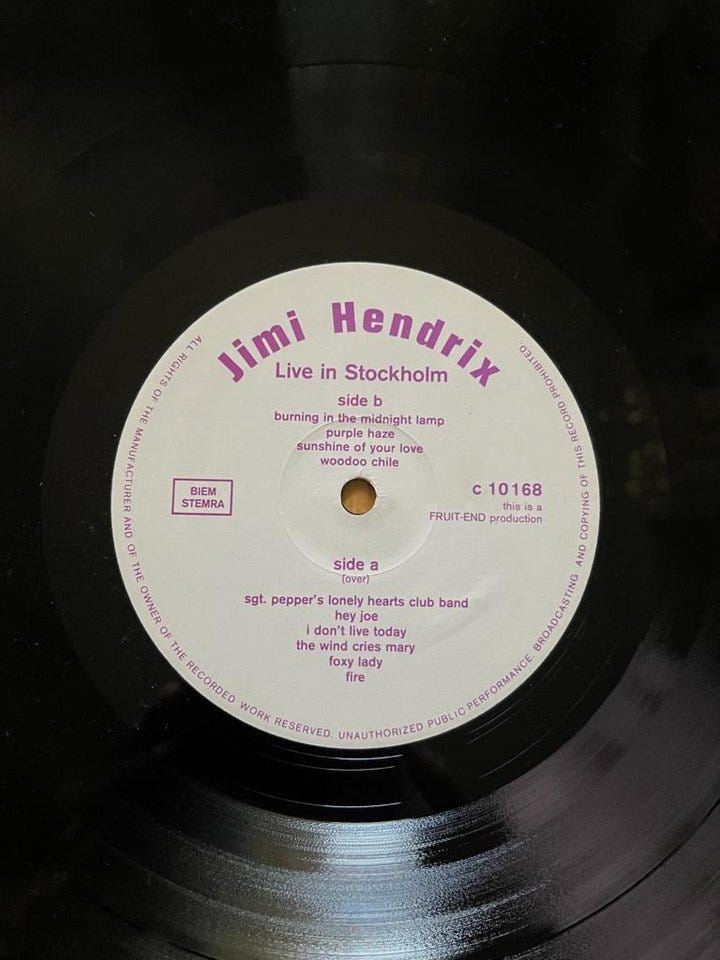 Jimi Hendrix
Live in Stockholm
side b
burning in the midnight lamp
purple haze
sunshine of your love
woodoo chile
BIEM
STEMRA
c 10168
this is a
FRUIT-END production
side a
(over)
sgt. pepper's lonely hearts club band
hey joe
i don't live today
the wind cries mary
foxy lady
fire
ALL RIGHTS OF THE MANUFACTURER AND OF THE OWNER OF THE RECORDED WORK RESERVED. UNAUTHORIZED PUBLIC PERFORMANCE. BROADCASTING AND COPYING OF THIS RECORD PROHIBITED.